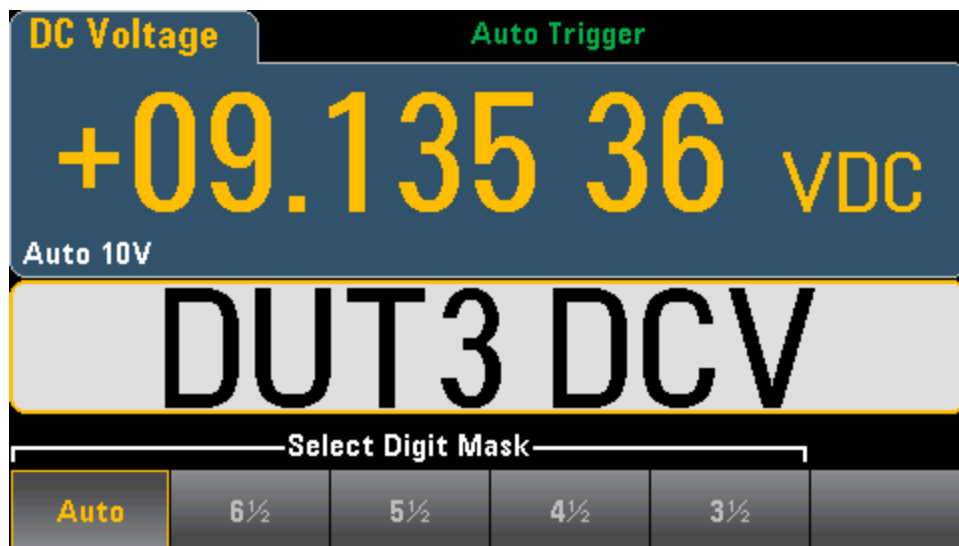 DC Voltage
Auto Trigger
+09.135 36 VDC
Auto 10V
DUT3 DCV
Select Digit Mask
Auto 6½ 5½ 4½ 3½